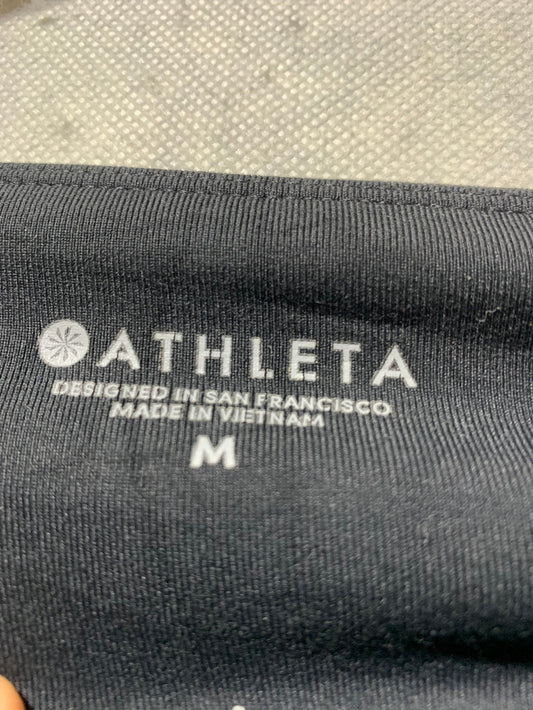 ATHLETA
DESIGNED IN SAN FRANCISCO
MADE IN VIETNAM
M